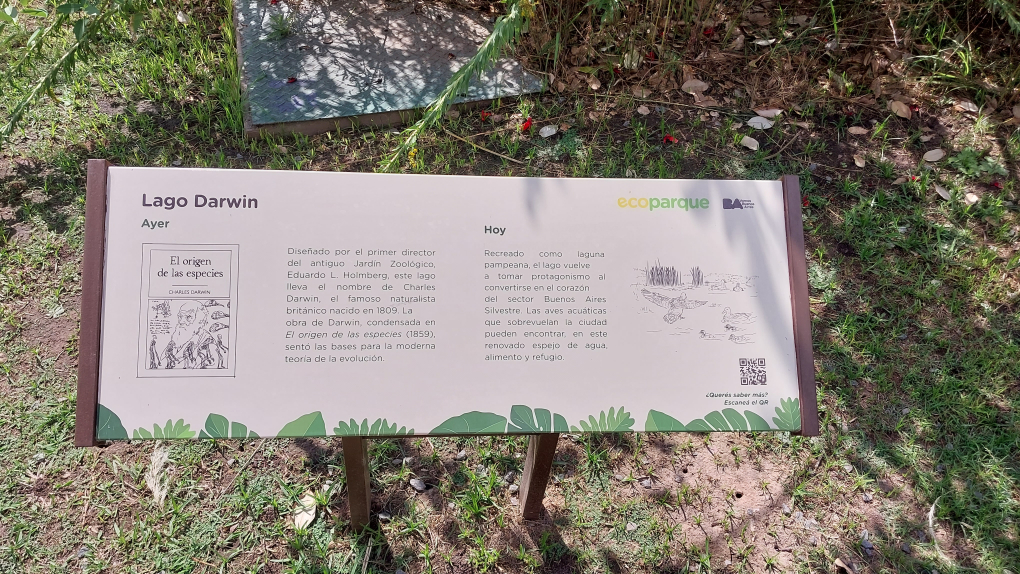 Lago Darwin
Ayer
El origen
de las especies
CHARLES DARWIN
Diseñado por el primer director
del antiguo Jardín Zoológico,
Eduardo L. Holmberg, este lago
lleva el nombre de Charles
Darwin, el famoso naturalista
británico nacido en 1809. La
obra de Darwin, condensada en
El origen de las especies (1859),
sentó las bases para la moderna
teoría de la evolución.
ecoparque
BA
Buenos
Aires
Hoy
Recreado como laguna
pampeana, el lago vuelve
a tomar protagonismo al
convertirse en el corazón
del sector Buenos Aires
Silvestre. Las aves acuáticas
que sobrevuelan la ciudad
pueden encontrar, en este
renovado espejo de agua,
alimento y refugio.
¿Querés saber más?
Escaneá el QR